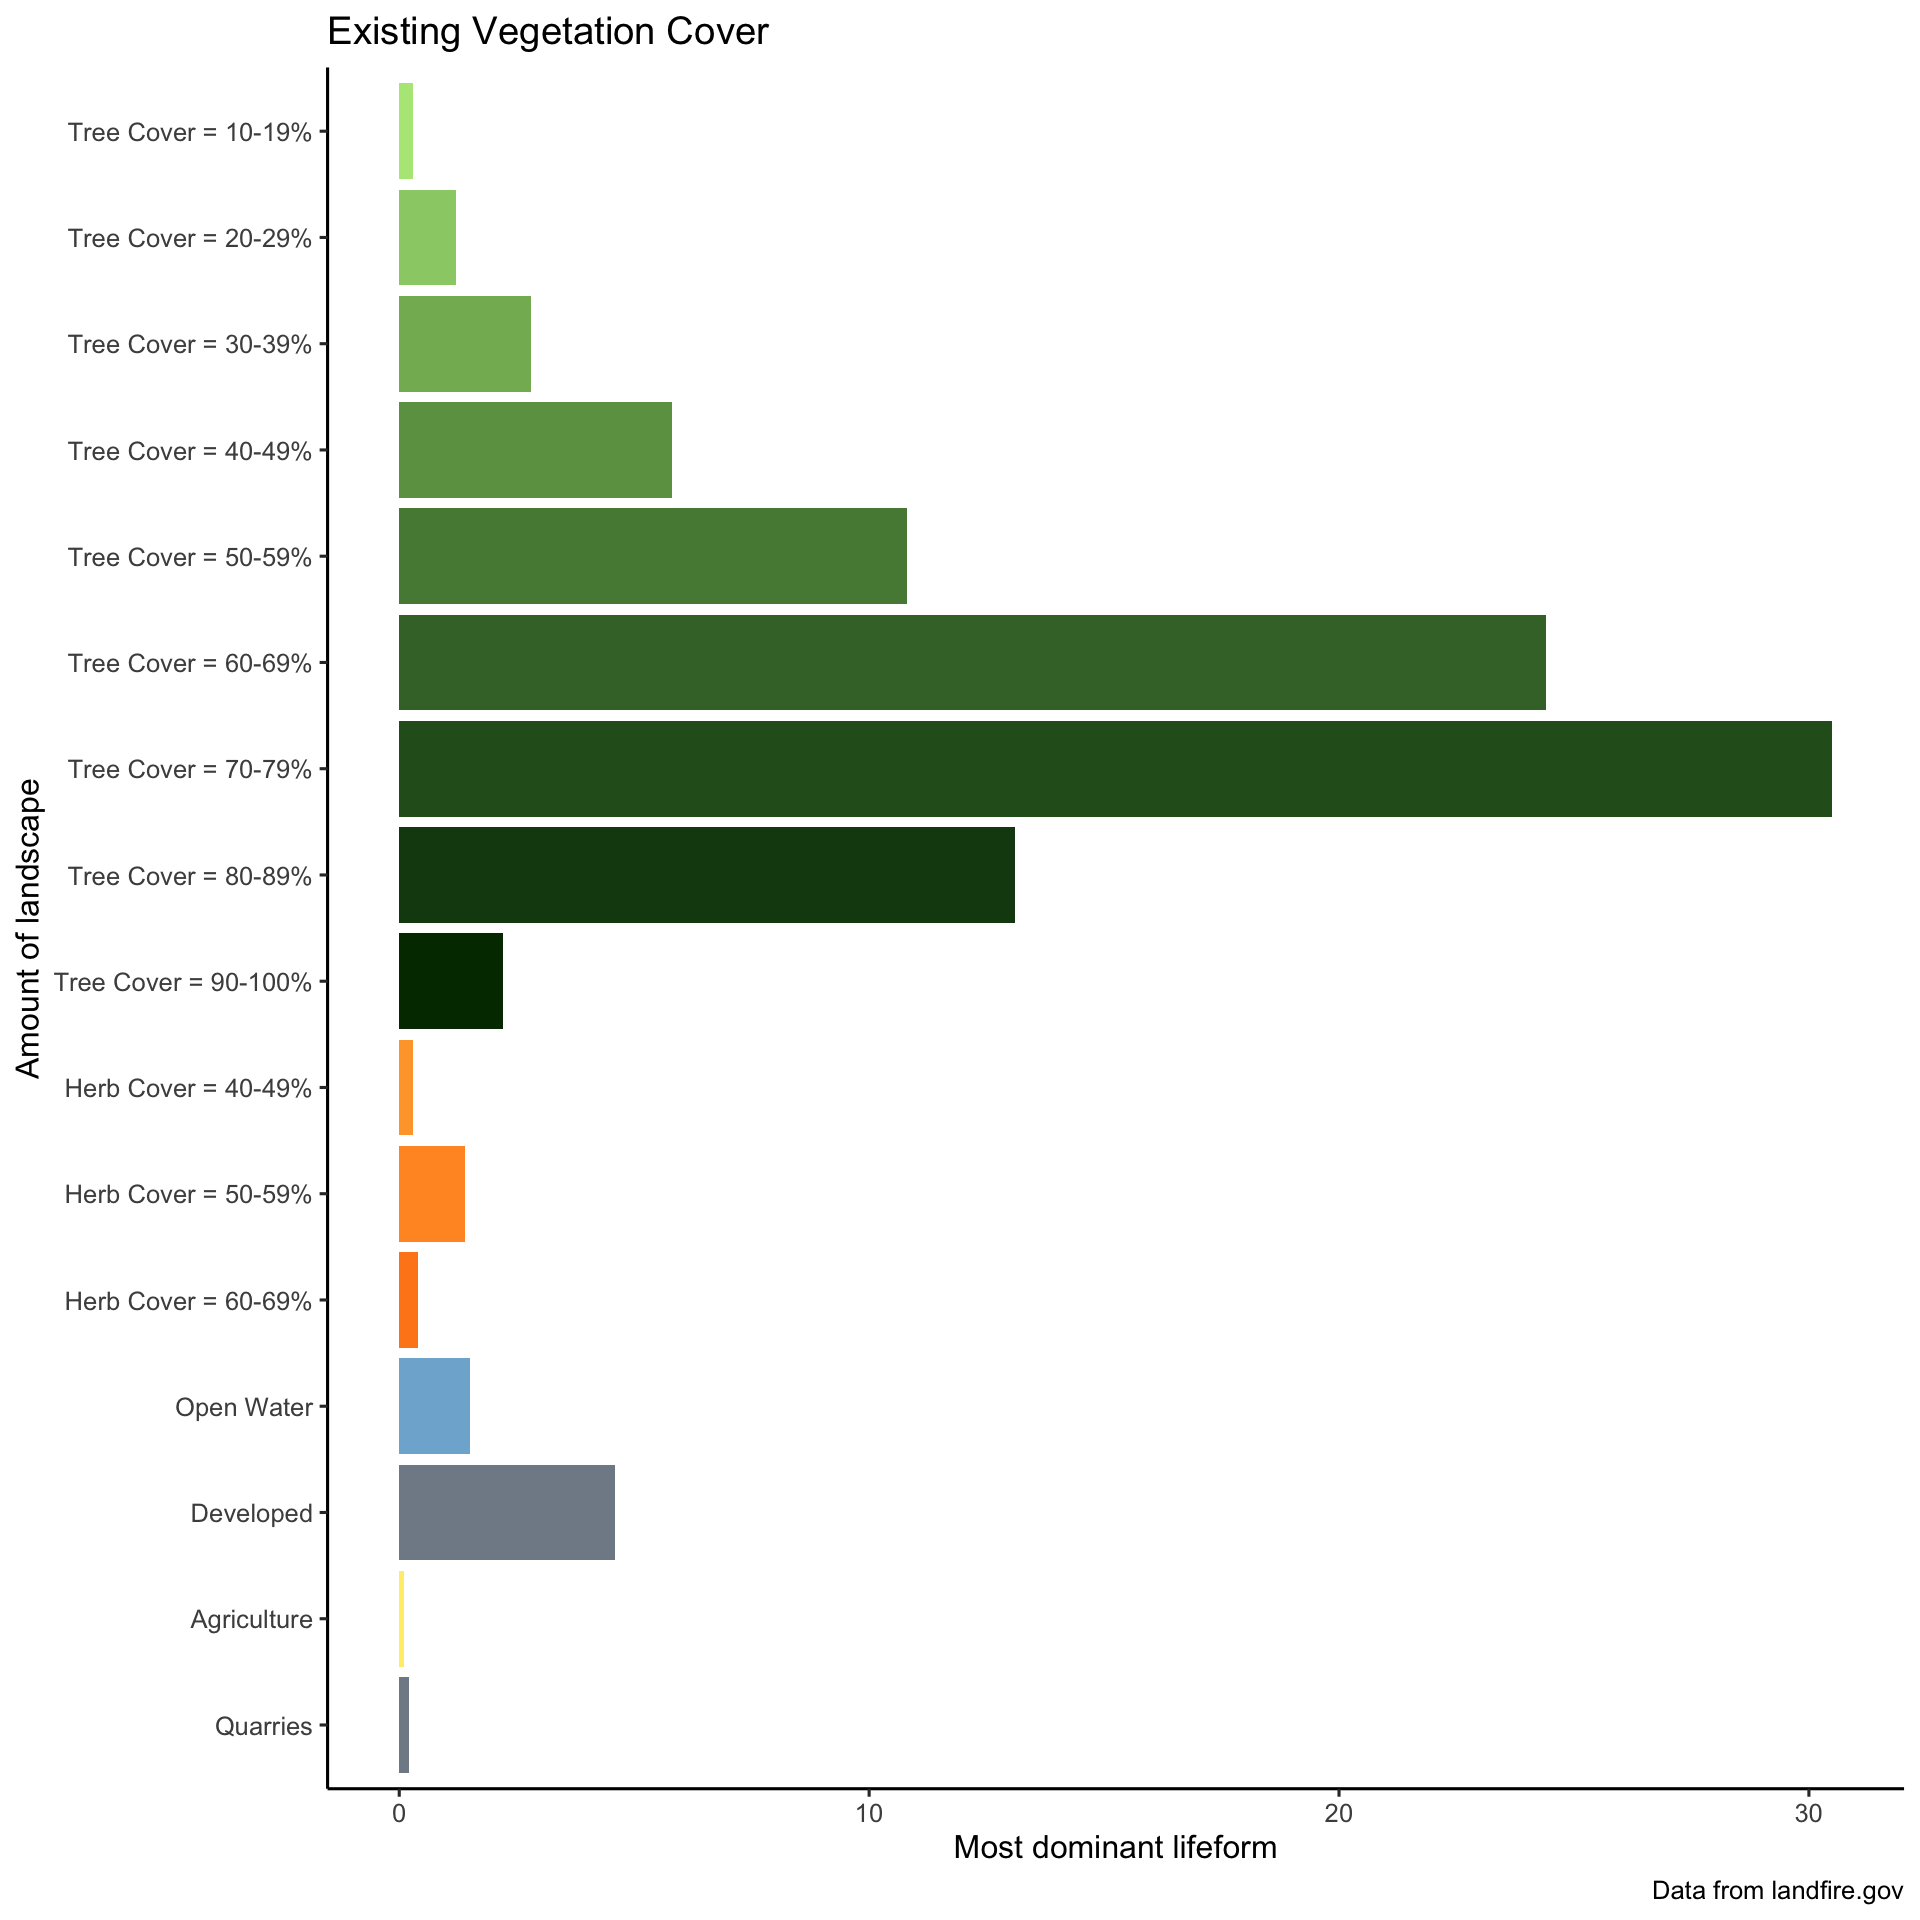 Existing Vegetation Cover
Tree Cover = 10-19%
Tree Cover = 20-29%
Tree Cover = 30-39%
Tree Cover = 40-49%
Tree Cover = 50-59%
Tree Cover = 60-69%
Tree Cover = 70-79%
Tree Cover = 80-89%
Tree Cover = 90-100%
Herb Cover = 40-49%
Herb Cover = 50-59%
Herb Cover = 60-69%
Open Water
Developed
Agriculture
Quarries
Amount of landscape
0 10 20 30
Most dominant lifeform
Data from landfire.gov